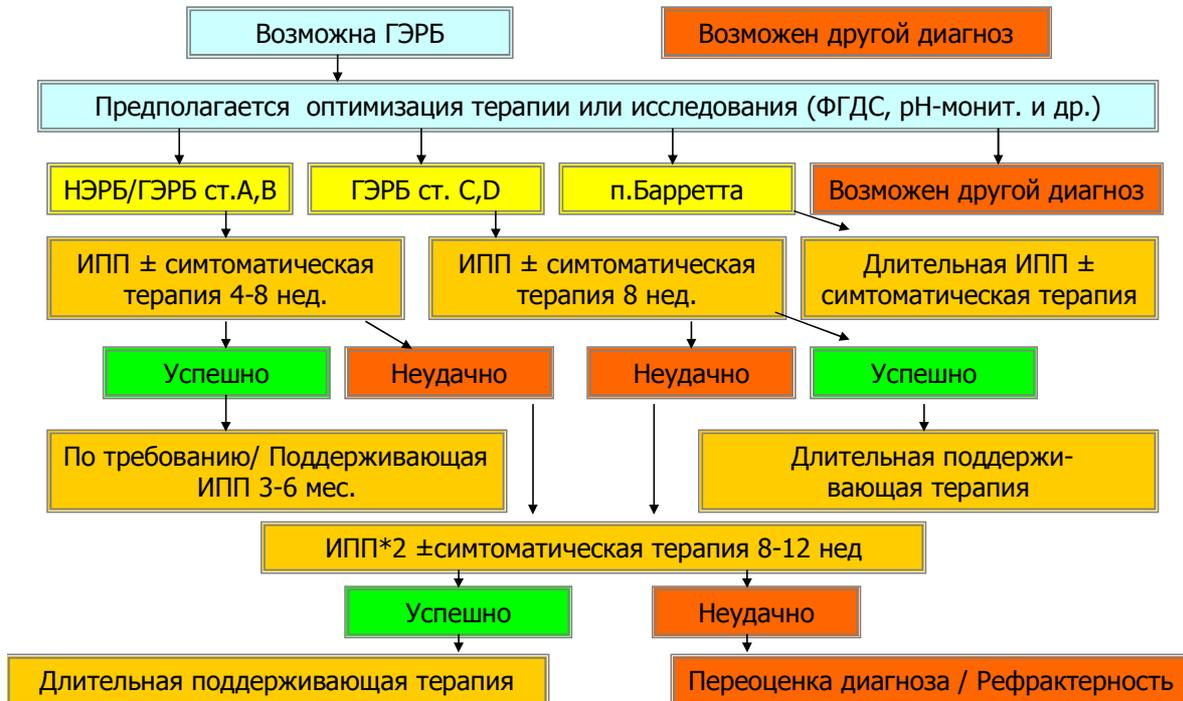 Возможна ГЭРБ
Возможен другой диагноз
Предполагается оптимизация терапии или исследования (ФГДС, рН-монит. и др.)
НЭРБ/ГЭРБ ст.А,В
ГЭРБ ст. С,D
п.Барретта
Возможен другой диагноз
ИПП ± симтоматическая
терапия 4-8 нед.
ИПП ± симтоматическая
терапия 8 нед.
Длительная ИПП ±
симтоматическая терапия
Успешно
Неудачно
Неудачно
Успешно
По требованию/ Поддерживающая
ИПП 3-6 мес.
Длительная поддержи-
вающая терапия
ИПП*2 ±симтоматическая терапия 8-12 нед
Успешно
Неудачно
Длительная поддерживающая терапия
Переоценка диагноза / Рефрактерность